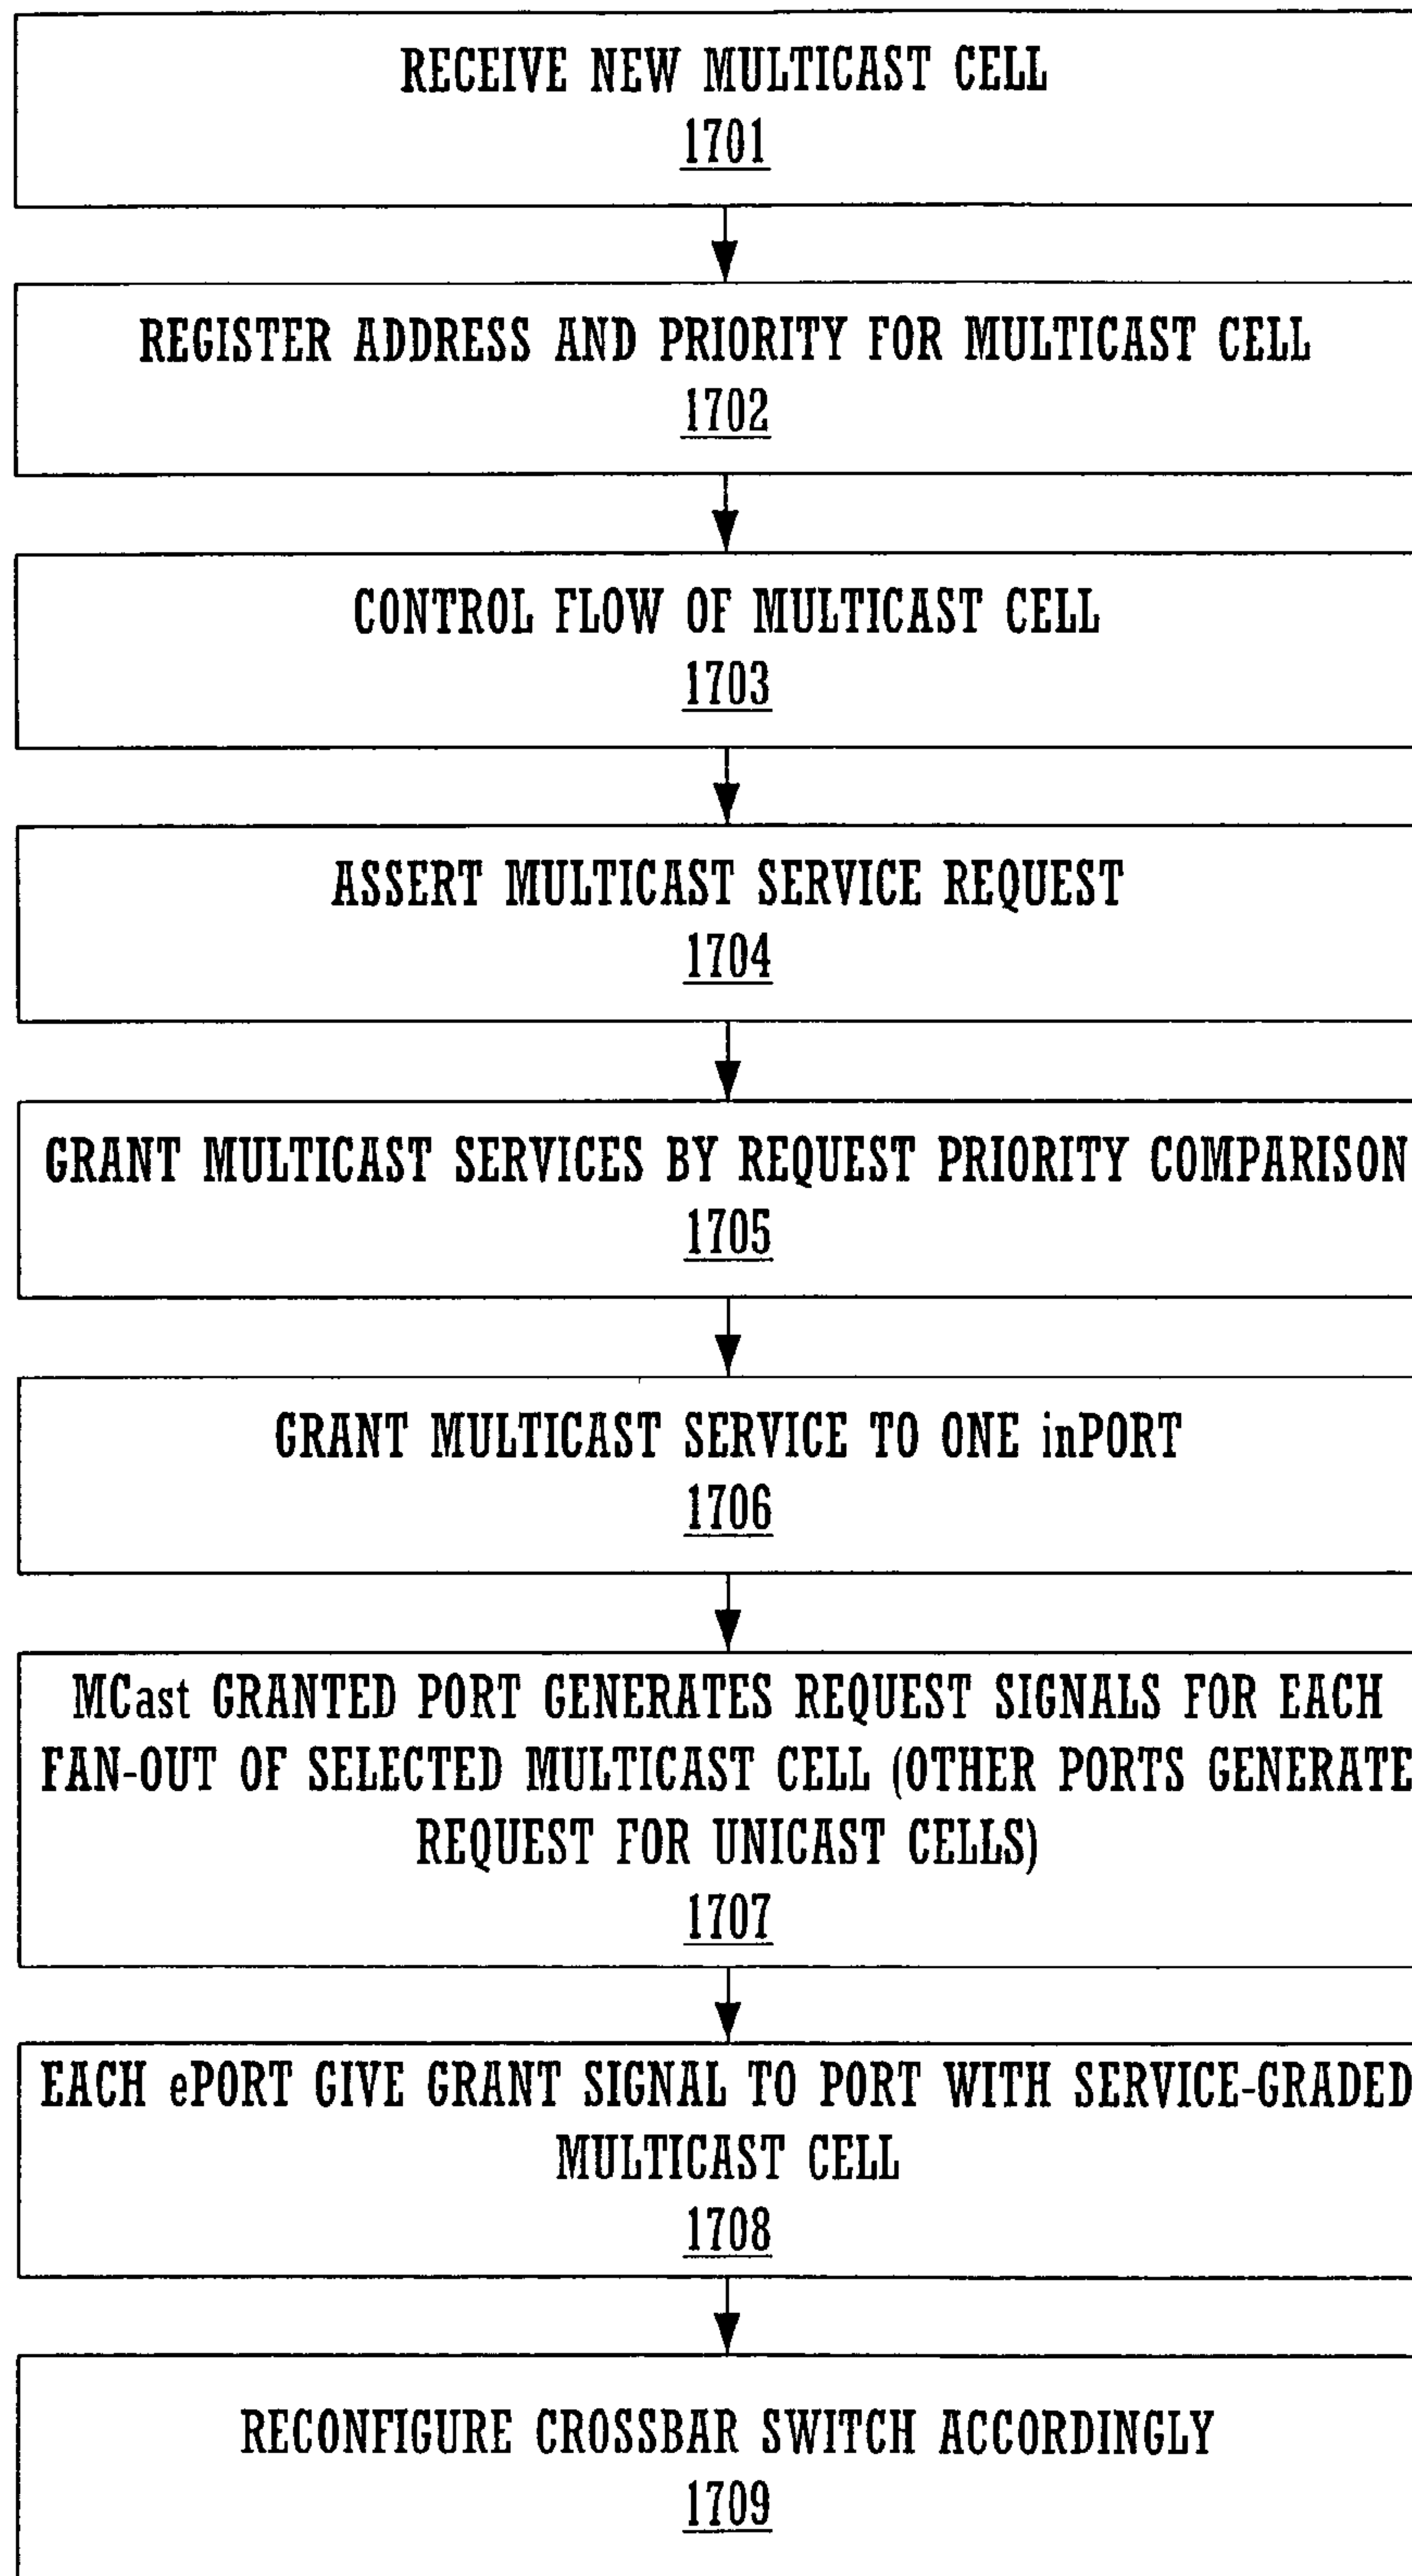 RECEIVE NEW MULTICAST CELL
1701
REGISTER ADDRESS AND PRIORITY FOR MULTICAST CELL
1702
CONTROL FLOW OF MULTICAST CELL
1703
ASSERT MULTICAST SERVICE REQUEST
1704
GRANT MULTICAST SERVICES BY REQUEST PRIORITY COMPARISON
1705
GRANT MULTICAST SERVICE TO ONE inPORT
1706
MCast GRANTED PORT GENERATES REQUEST SIGNALS FOR EACH
FAN-OUT OF SELECTED MULTICAST CELL (OTHER PORTS GENERATE
REQUEST FOR UNICAST CELLS)
1707
EACH ePORT GIVE GRANT SIGNAL TO PORT WITH SERVICE-GRADED
MULTICAST CELL
1708
RECONFIGURE CROSSBAR SWITCH ACCORDINGLY
1709